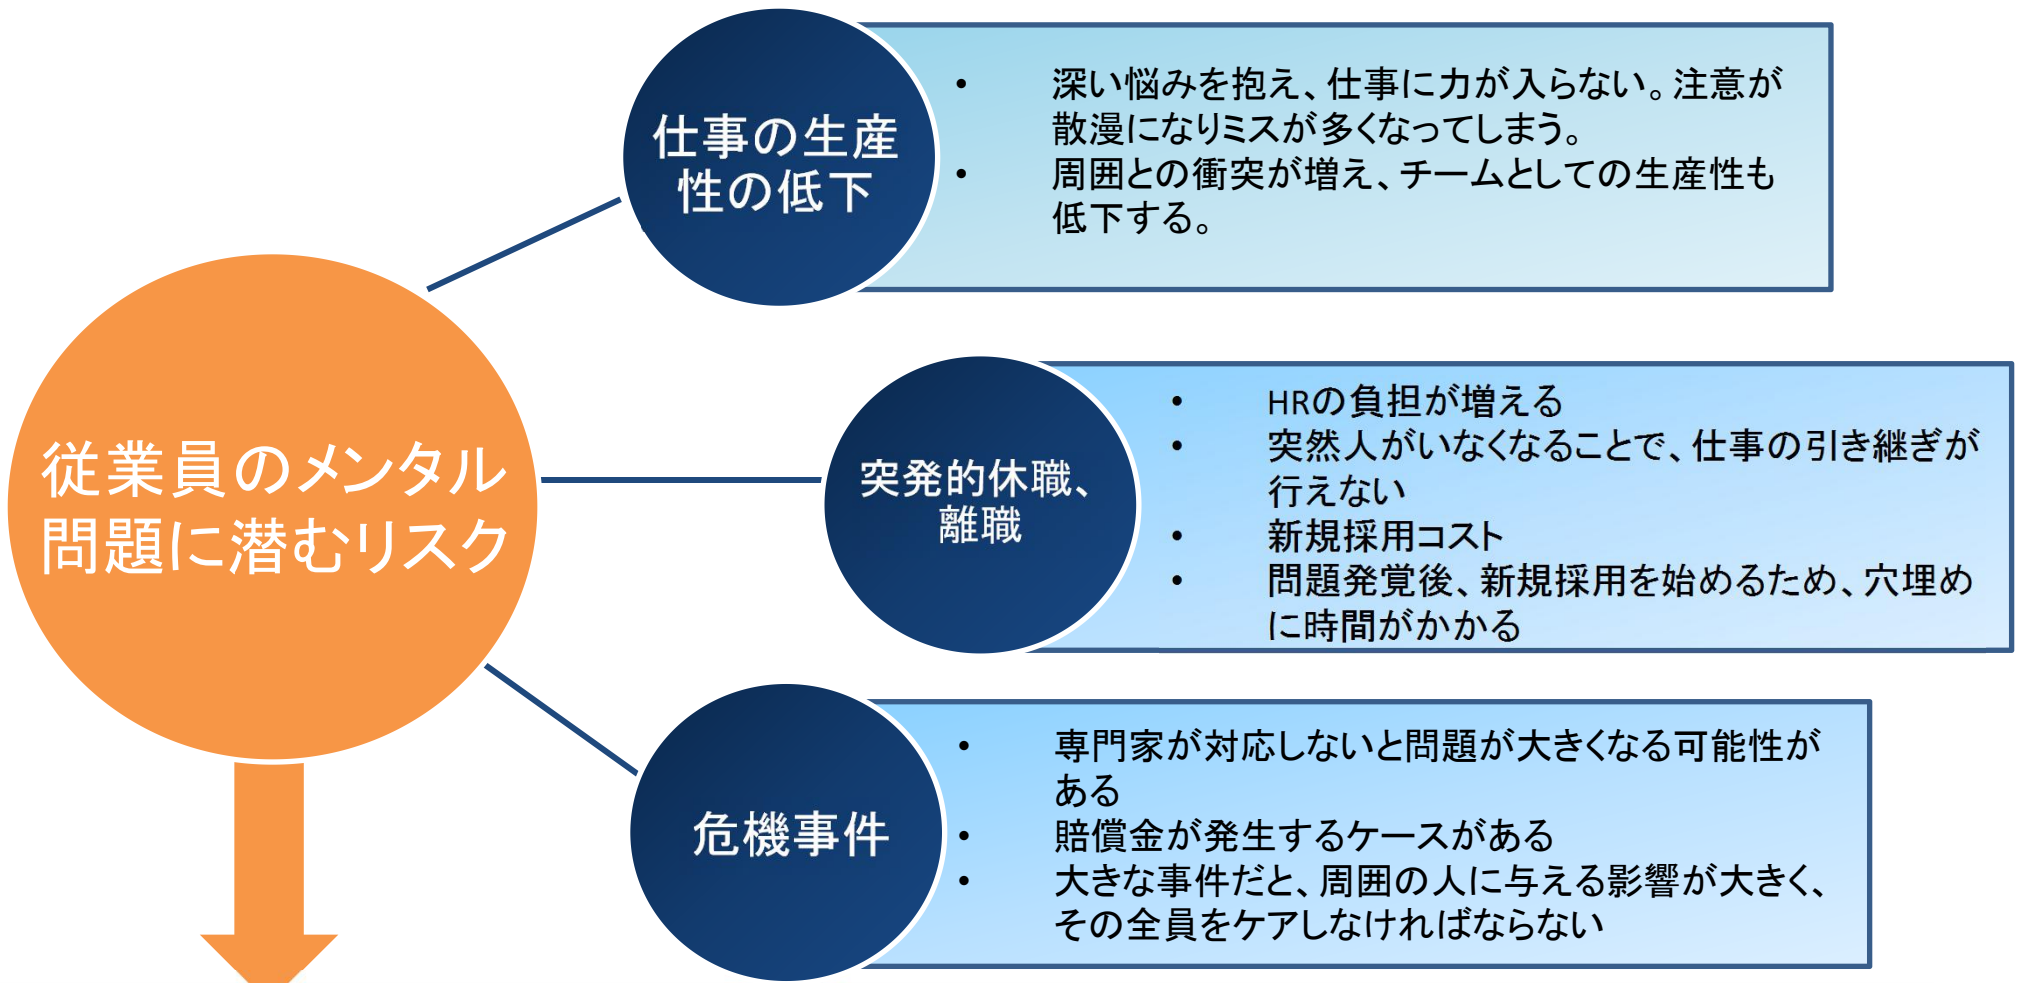 従業員のメンタル
問題に潜むリスク
仕事の生産
性の低下
• 深い悩みを抱え、仕事に力が入らない。注意が
散漫になりミスが多くなってしまう。
• 周囲との衝突が増え、チームとしての生産性も
低下する。
突発的休職、
離職
• HRの負担が増える
• 突然人がいなくなることで、仕事の引き継ぎが
行えない
• 新規採用コスト
• 問題発覚後、新規採用を始めるため、穴埋め
に時間がかかる
危機事件
• 専門家が対応しないと問題が大きくなる可能性が
ある
• 賠償金が発生するケースがある
• 大きな事件だと、周囲の人に与える影響が大きく、
その全員をケアしなければならない